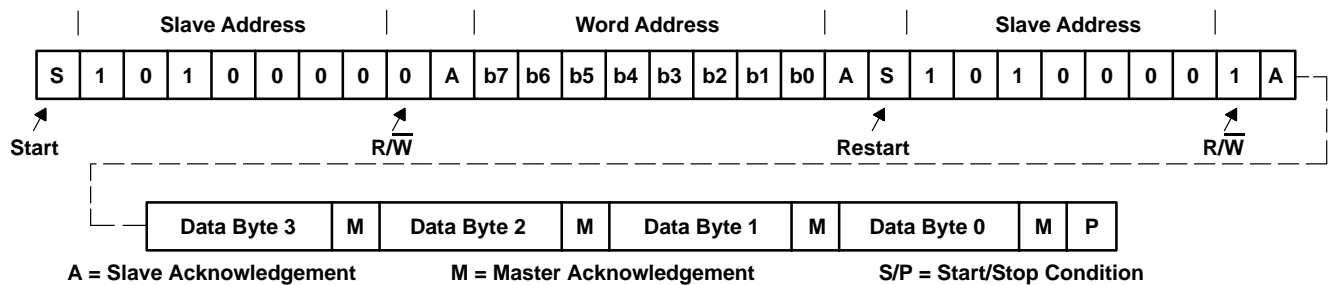 Slave Address Word Address Slave Address
S 1 0 1 0 0 0 0 0 A b7 b6 b5 b4 b3 b2 b1 b0 A S 1 0 1 0 0 0 0 1 A
Start R/W̅ Restart R/W̅
Data Byte 3 M Data Byte 2 M Data Byte 1 M Data Byte 0 M P
A = Slave Acknowledgement M = Master Acknowledgement S/P = Start/Stop Condition